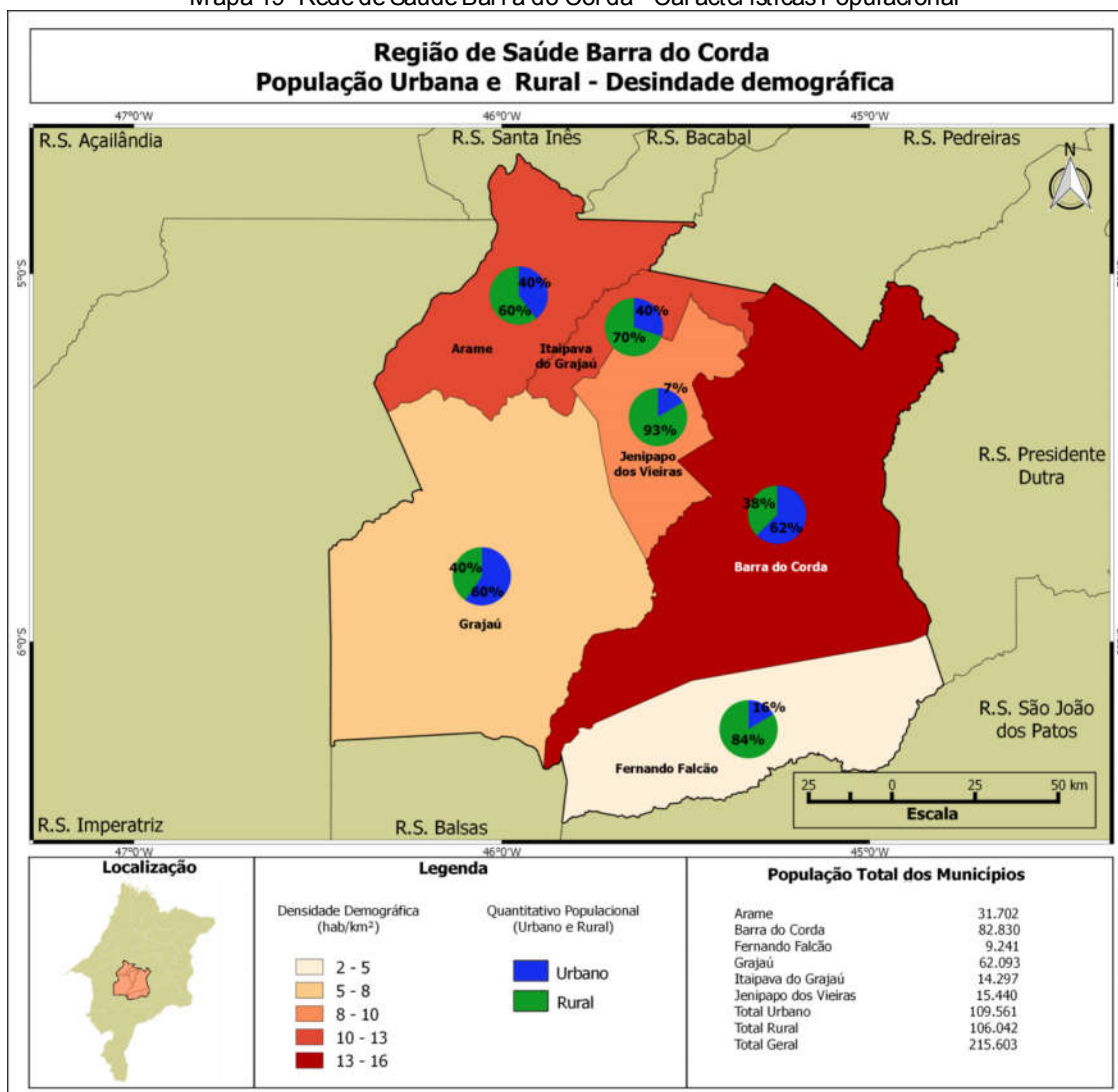 Mapa 19- Rede de Saúde Barra do Corda - Características Populacional
Região de Saúde Barra do Corda
População Urbana e Rural - Desindade demográfica
47°0'W
46°0'W
45°0'W
R.S. Açailândia
R.S. Santa Inês
R.S. Bacabal
R.S. Pedreiras
N
5°0'S
40%
60%
Arame
40%
70%
Itaipava
do Grajaú
7%
93%
Jenipapo
dos Vieiras
R.S. Presidente
Dutra
38%
62%
Barra do Corda
40%
60%
Grajaú
6°0'S
16%
84%
Fernando Falcão
R.S. São João
dos Patos
25 0 25 50 km
Escala
R.S. Imperatriz
R.S. Balsas
47°0'W
46°0'W
45°0'W
Localização
Legenda
Densidade Demográfica
(hab/km²)
2 - 5
5 - 8
8 - 10
10 - 13
13 - 16
Quantitativo Populacional
(Urbano e Rural)
Urbano
Rural
População Total dos Municípios
Arame 31.702
Barra do Corda 82.830
Fernando Falcão 9.241
Grajaú 62.093
Itaipava do Grajaú 14.297
Jenipapo dos Vieiras 15.440
Total Urbano 109.561
Total Rural 106.042
Total Geral 215.603